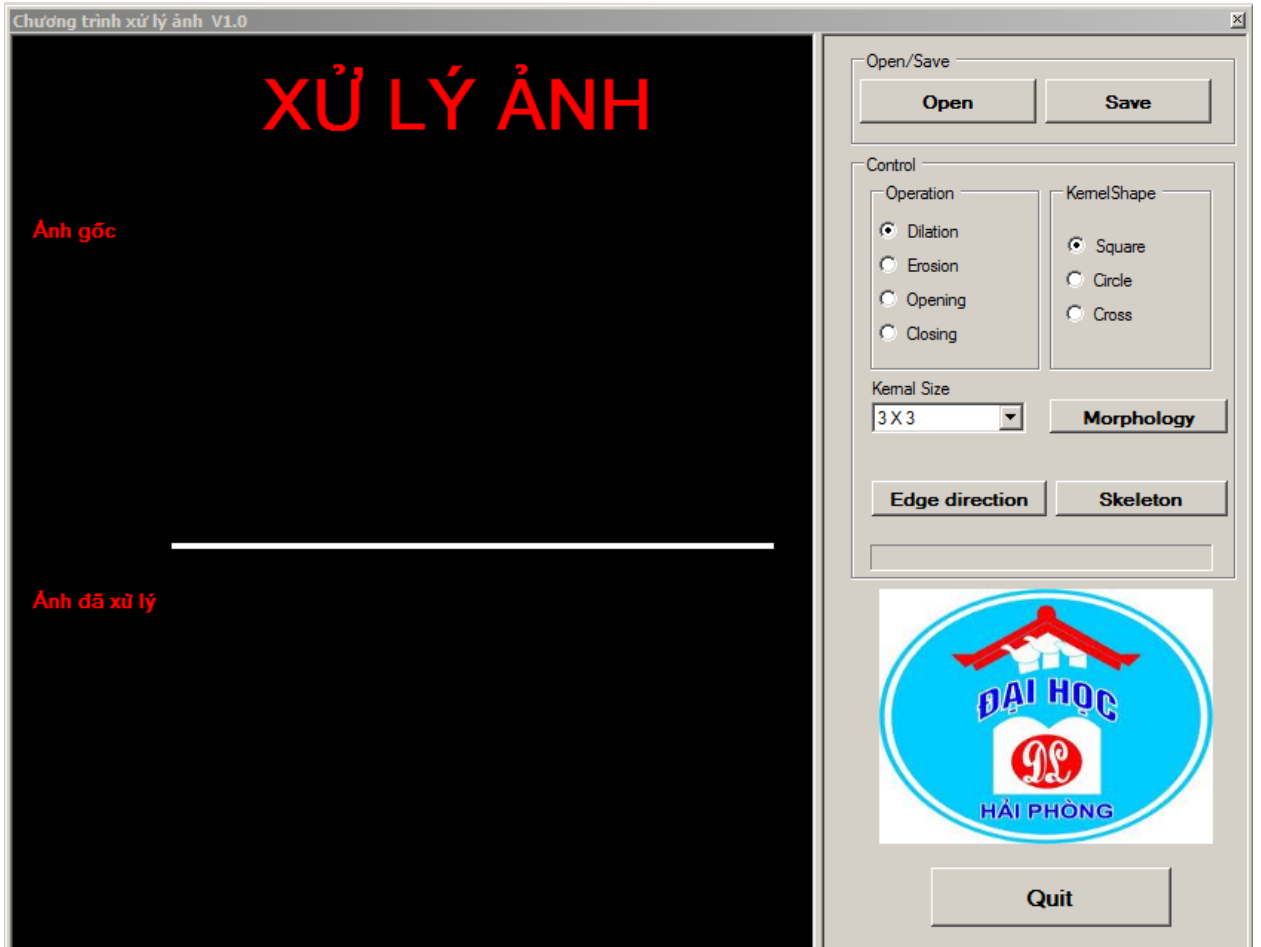 Chương trình xử lý ảnh V1.0
XỬ LÝ ẢNH
Ảnh gốc
Ảnh đã xử lý
Open/Save
Open
Save
Control
Operation
Dilation
Erosion
Opening
Closing
KernelShape
Square
Circle
Cross
Kernal Size
3 X 3
Morphology
Edge direction
Skeleton
ĐẠI HỌC
DL
HẢI PHÒNG
Quit